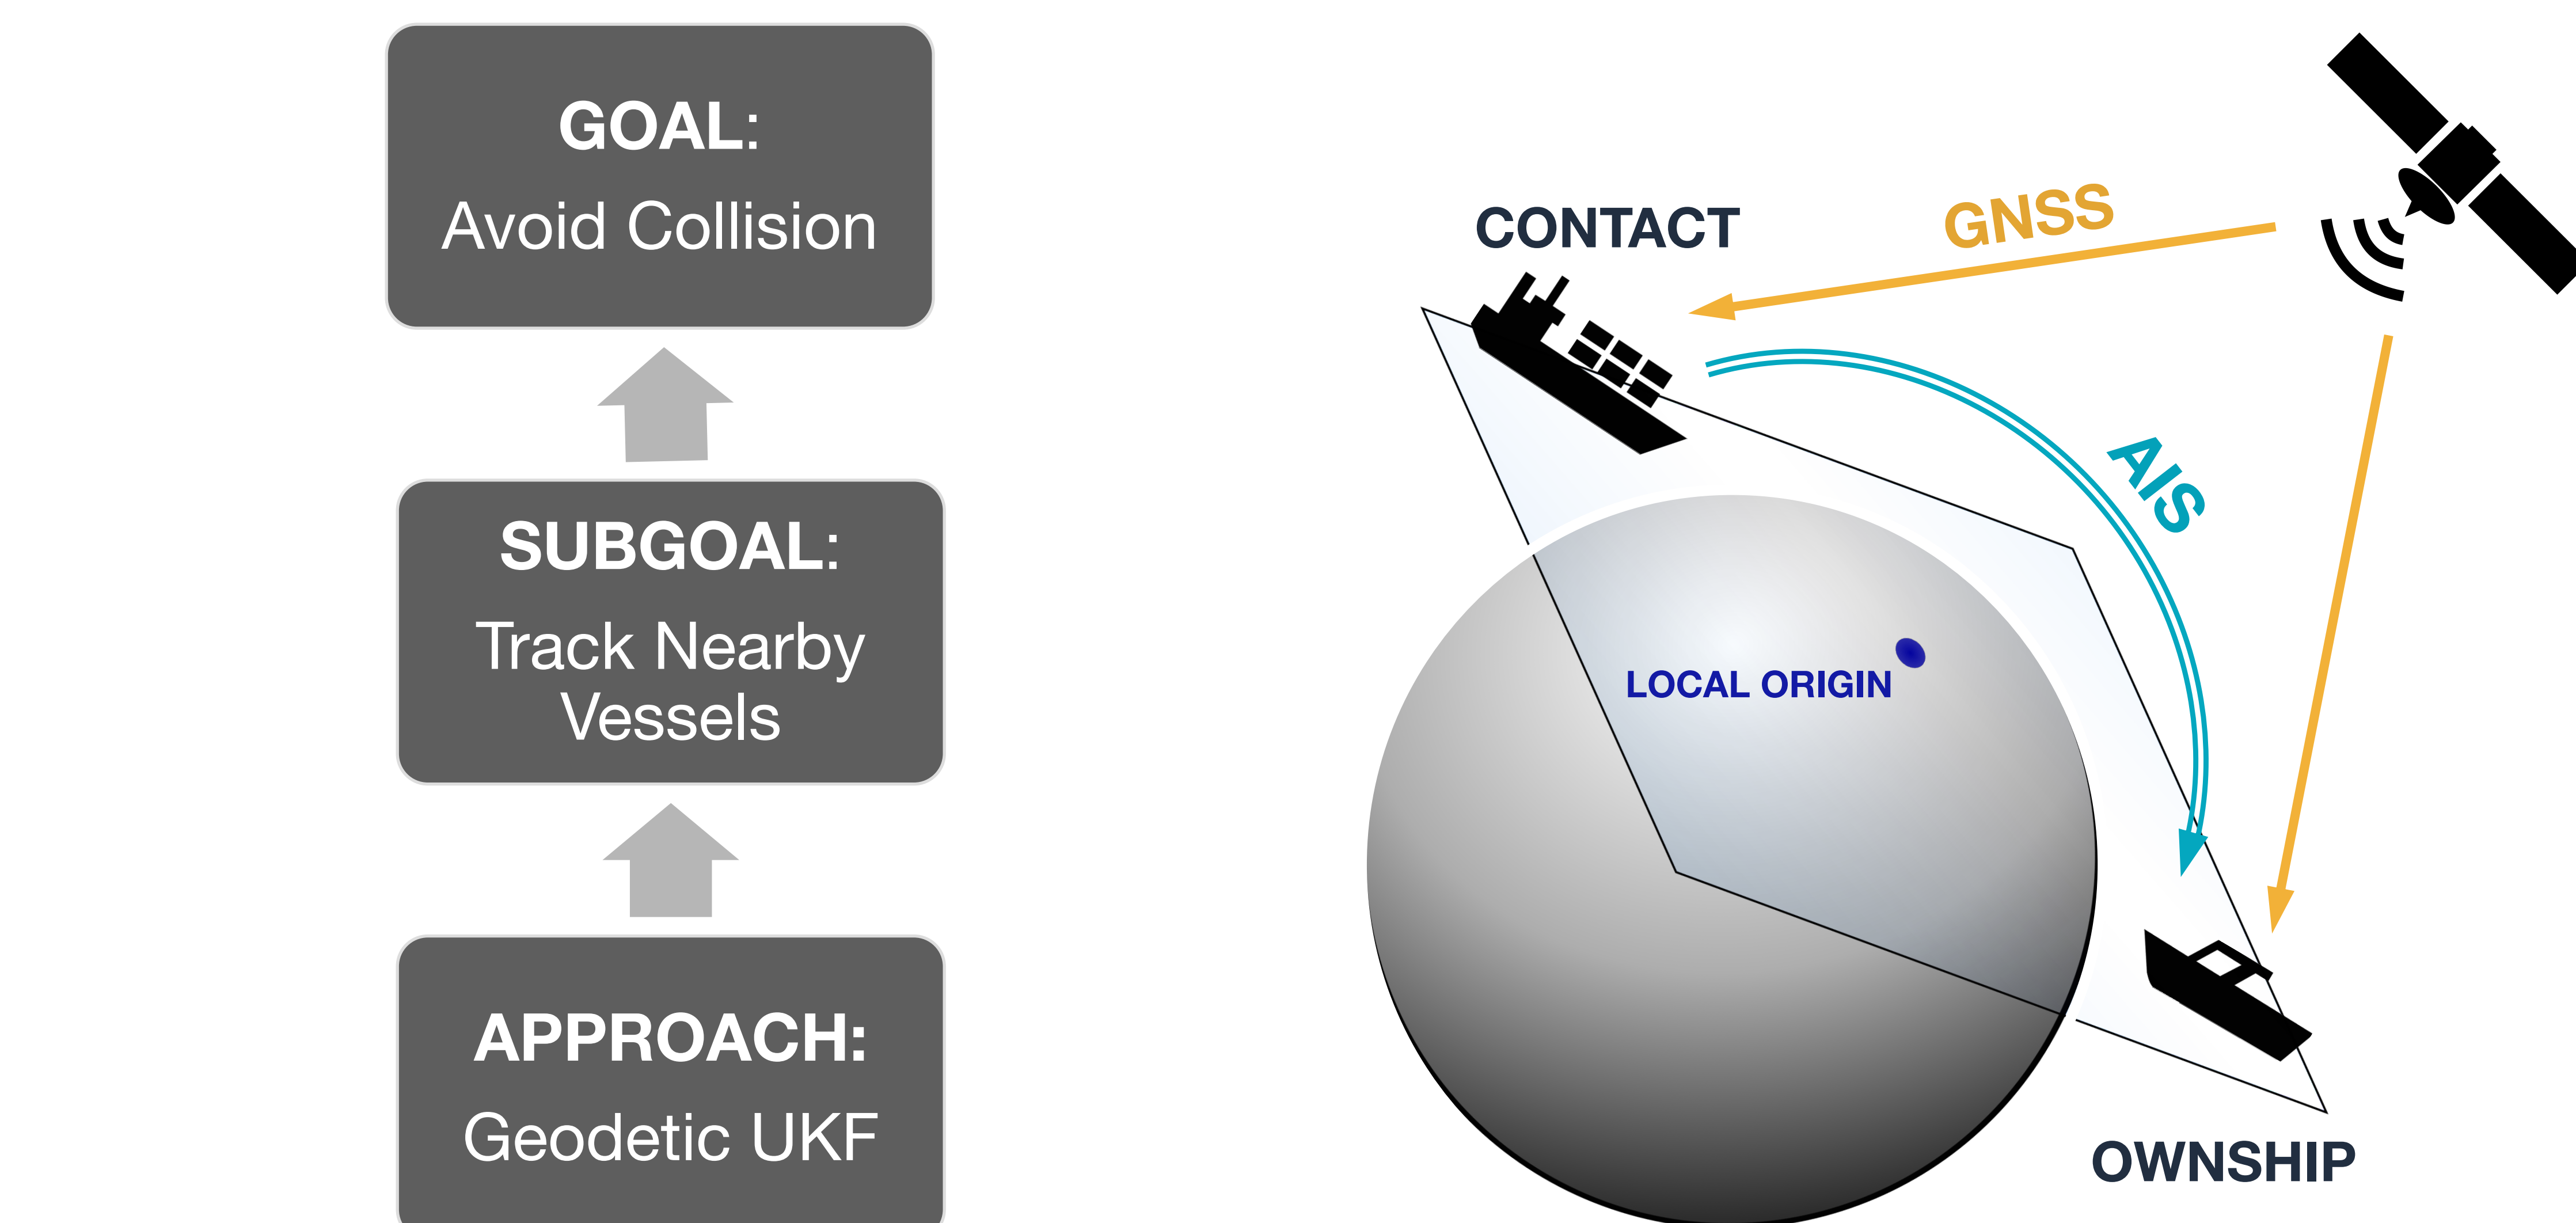 GOAL:
Avoid Collision
SUBGOAL:
Track Nearby
Vessels
APPROACH:
Geodetic UKF
CONTACT
GNSS
AIS
LOCAL ORIGIN
OWNSHIP